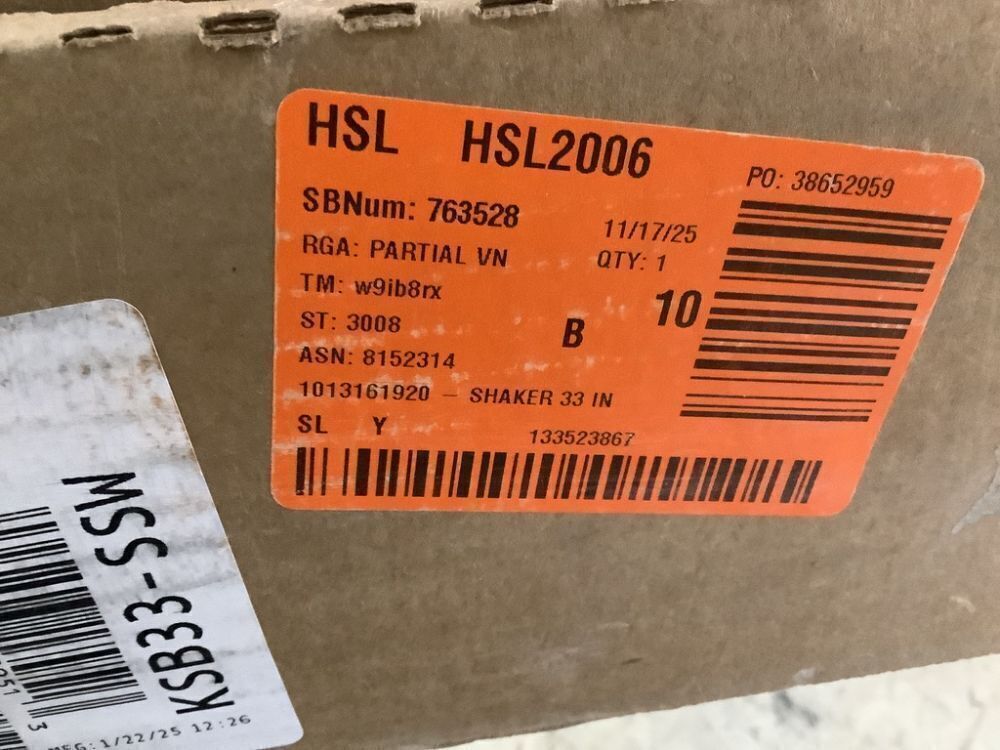 HSL HSL2006
PO: 38652959
SBNum: 763528
11/17/25
RGA: PARTIAL VN
QTY: 1
TM: w9ib8rx
10
ST: 3008
B
ASN: 8152314
1013161920 – SHAKER 33 IN
SL Y
133523867
KSB33-SSW
3
MFG: 1/22/25 12:26